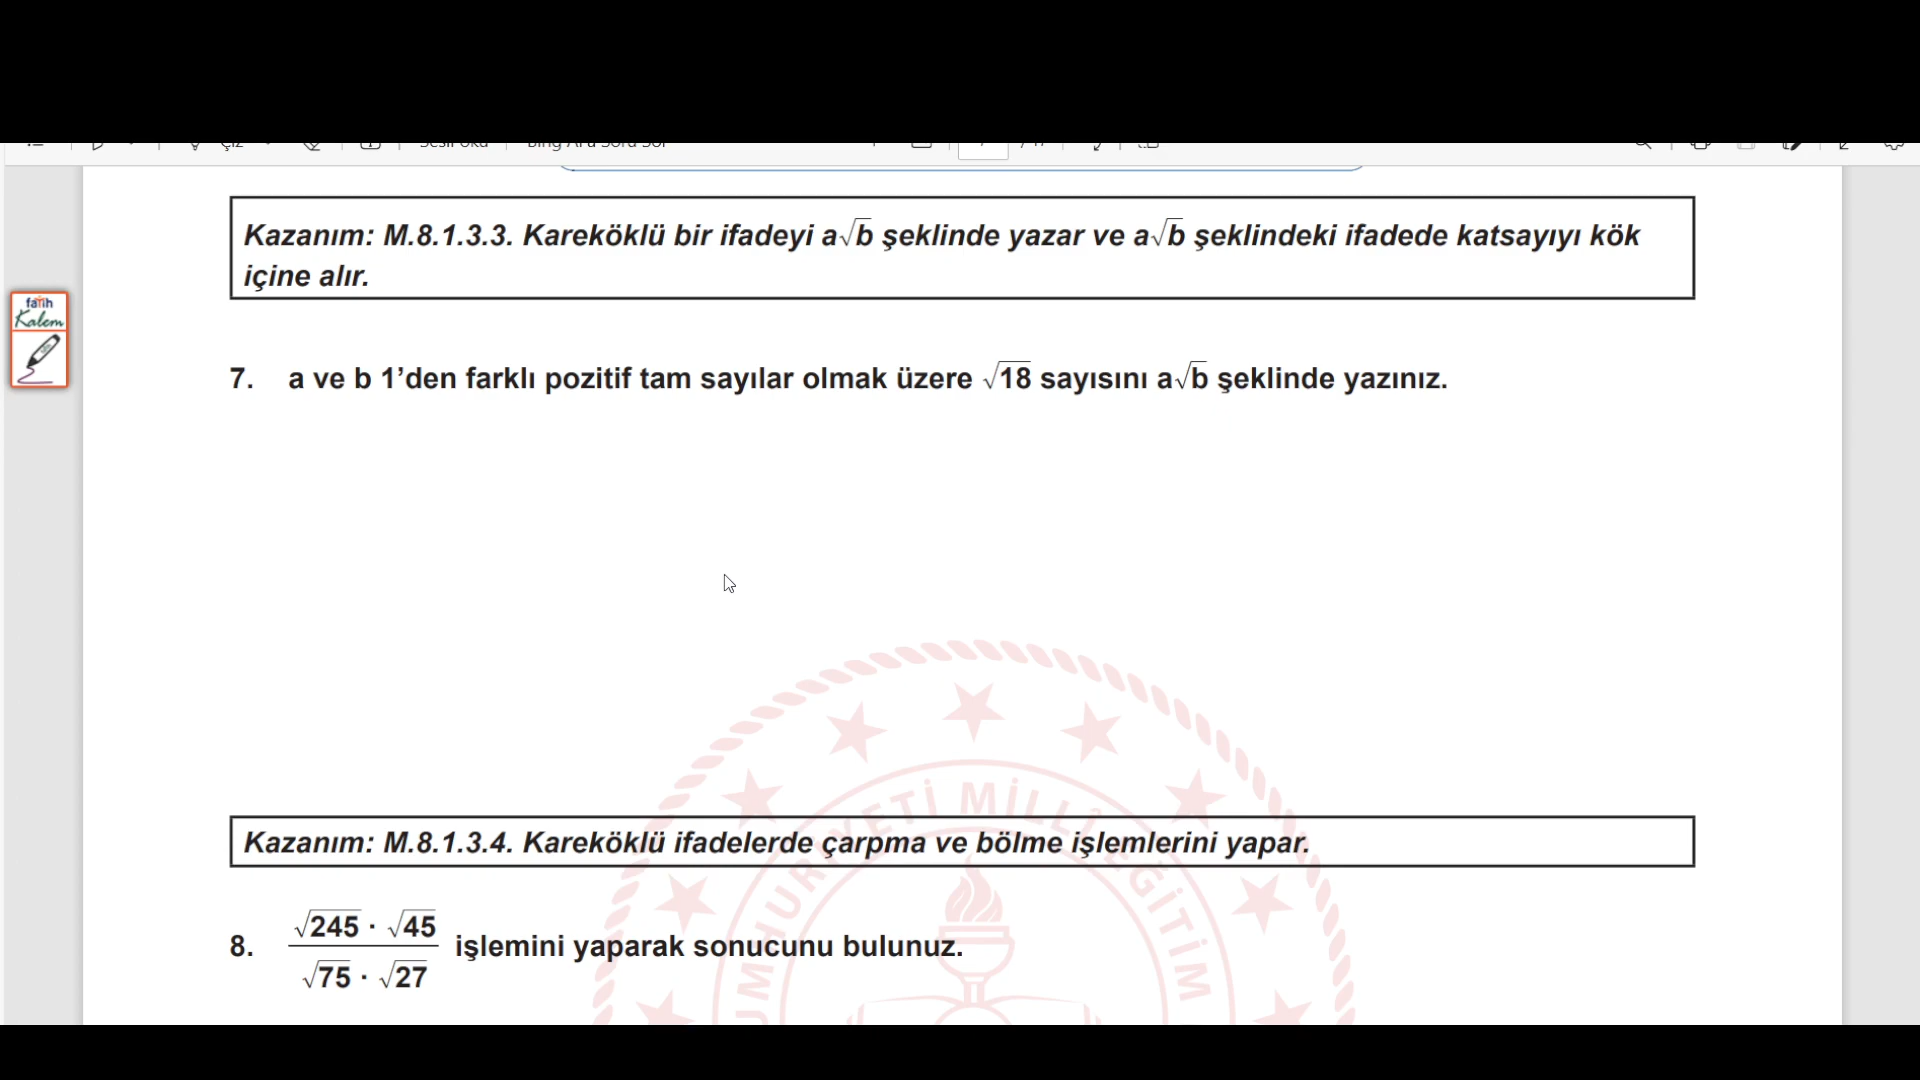 Kazanım: M.8.1.3.3. Kareköklü bir ifadeyi a√b şeklinde yazar ve a√b şeklindeki ifadede katsayıyı kök
içine alır.
fatih
Kalem
7. a ve b 1’den farklı pozitif tam sayılar olmak üzere √18 sayısını a√b şeklinde yazınız.
Kazanım: M.8.1.3.4. Kareköklü ifadelerde çarpma ve bölme işlemlerini yapar.
√245 · √45
8. işlemini yaparak sonucunu bulunuz.
√75 · √27